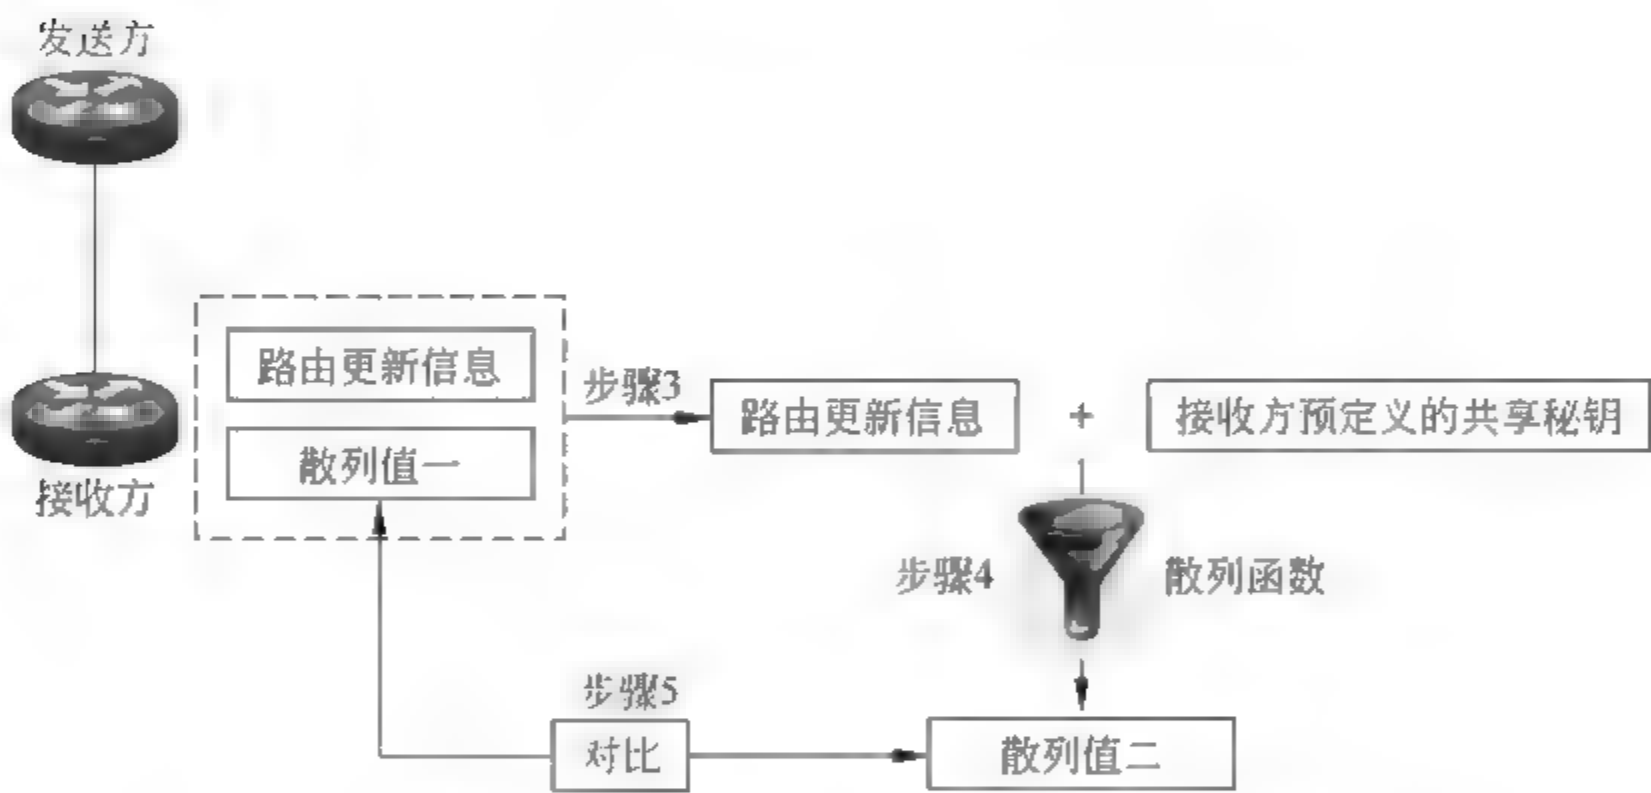 发送方
接收方
路由更新信息
散列值一
步骤3
路由更新信息
+
接收方预定义的共享秘钥
步骤4
散列函数
步骤5
对比
散列值二